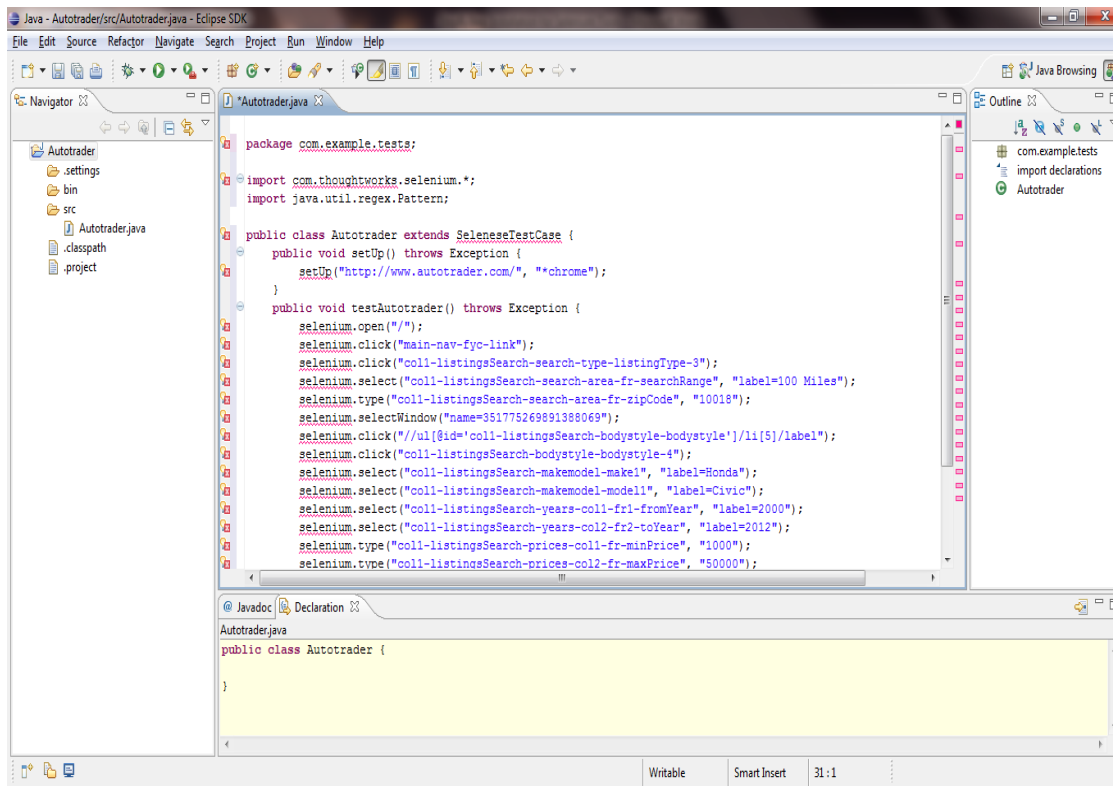 Java - Autotrader/src/Autotrader.java - Eclipse SDK
File Edit Source Refactor Navigate Search Project Run Window Help
Java Browsing
Navigator
Autotrader
.settings
bin
src
Autotrader.java
.classpath
.project
*Autotrader.java
package com.example.tests;
import com.thoughtworks.selenium.*;
import java.util.regex.Pattern;
public class Autotrader extends SeleneseTestCase {
public void setUp() throws Exception {
setUp("http://www.autotrader.com/", "*chrome");
}
public void testAutotrader() throws Exception {
selenium.open("/");
selenium.click("main-nav-fyc-link");
selenium.click("col1-listingsSearch-search-type-listingType-3");
selenium.select("col1-listingsSearch-search-area-fr-searchRange", "label=100 Miles");
selenium.type("col1-listingsSearch-search-area-fr-zipCode", "10018");
selenium.selectWindow("name=351775269891388069");
selenium.click("//ul[@id='col1-listingsSearch-bodystyle-bodystyle']/li[5]/label");
selenium.click("col1-listingsSearch-bodystyle-bodystyle-4");
selenium.select("col1-listingsSearch-makemodel-make1", "label=Honda");
selenium.select("col1-listingsSearch-makemodel-model1", "label=Civic");
selenium.select("col1-listingsSearch-years-col1-fr1-fromYear", "label=2000");
selenium.select("col1-listingsSearch-years-col2-fr2-toYear", "label=2012");
selenium.type("col1-listingsSearch-prices-col1-fr-minPrice", "1000");
selenium.type("col1-listingsSearch-prices-col2-fr-maxPrice", "50000");
Outline
com.example.tests
import declarations
Autotrader
@ Javadoc Declaration
Autotrader.java
public class Autotrader {
}
Writable Smart Insert 31 : 1